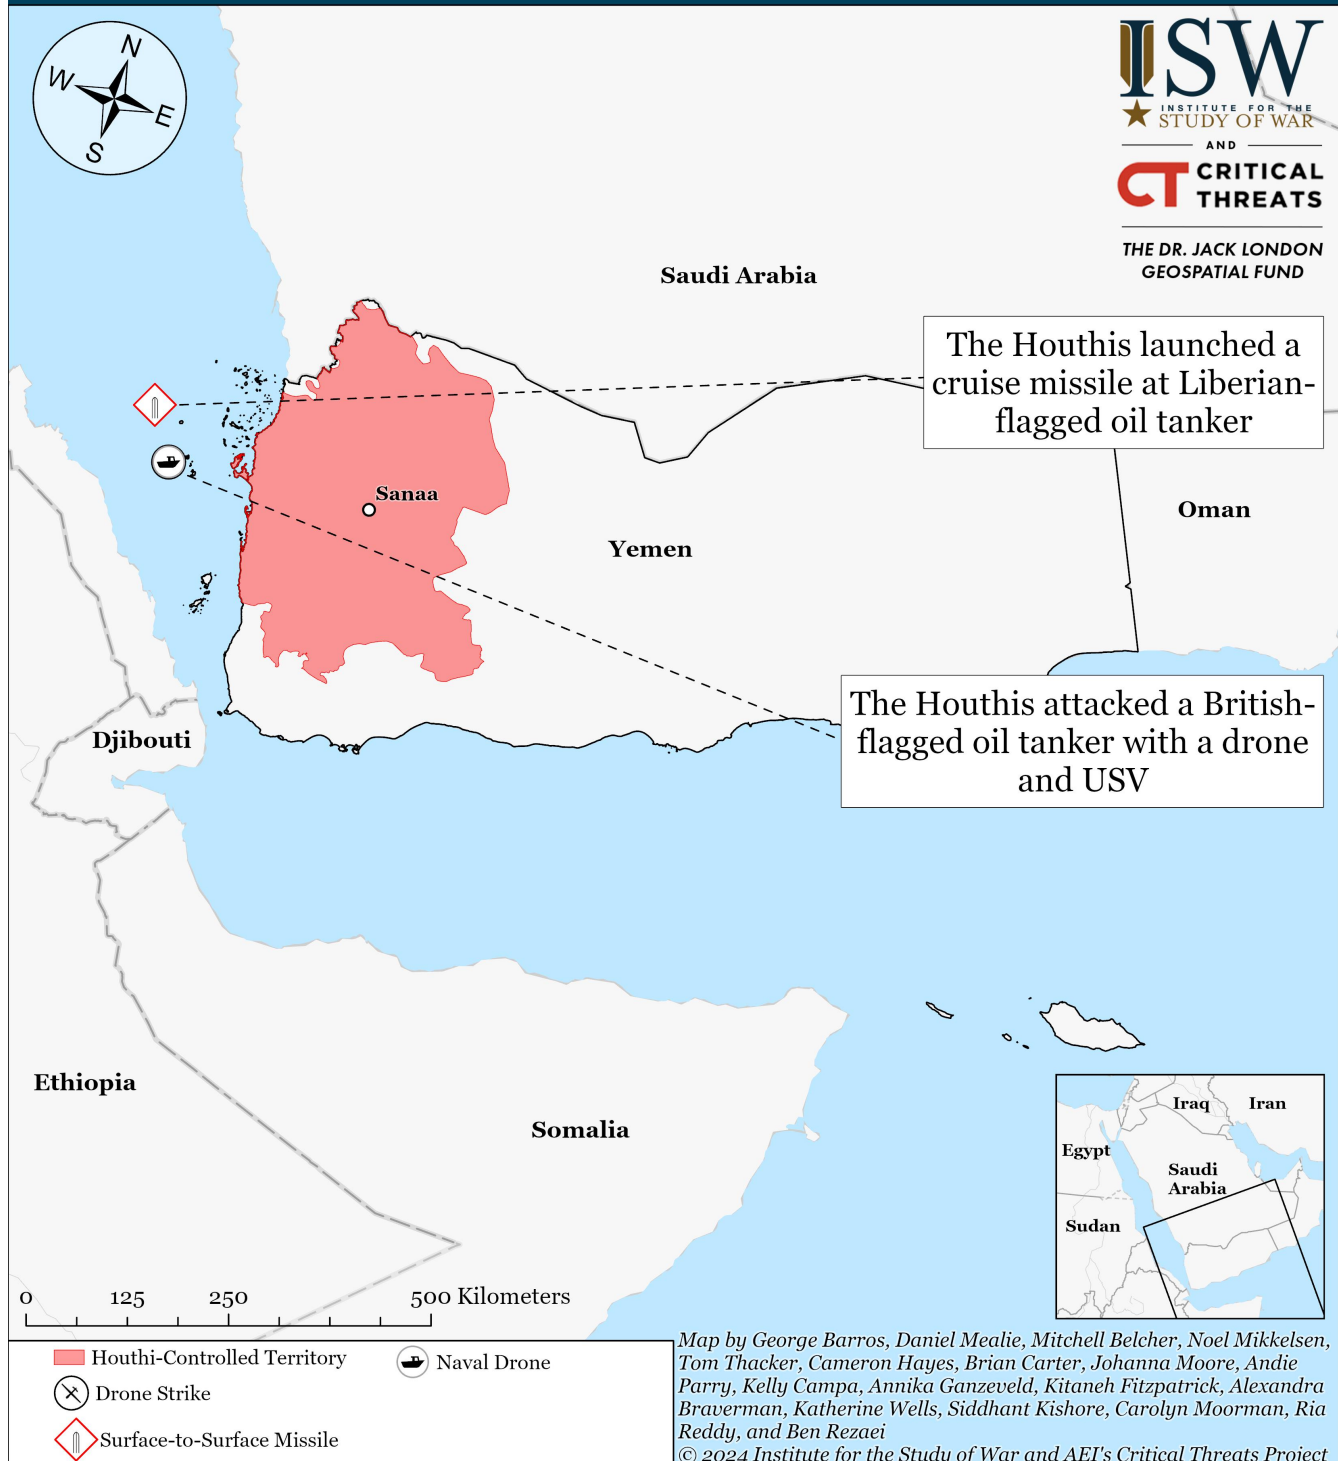 N
W
E
S
ISW
INSTITUTE FOR THE
STUDY OF WAR
AND
CT CRITICAL
THREATS
THE DR. JACK LONDON
GEOSPATIAL FUND
Saudi Arabia
The Houthis launched a
cruise missile at Liberian-
flagged oil tanker
Sanaa
Oman
Yemen
The Houthis attacked a British-
flagged oil tanker with a drone
and USV
Djibouti
Ethiopia
Somalia
Iraq
Iran
Egypt
Saudi
Arabia
Sudan
0 125 250 500 Kilometers
Houthi-Controlled Territory
Naval Drone
Drone Strike
Surface-to-Surface Missile
Map by George Barros, Daniel Mealie, Mitchell Belcher, Noel Mikkelsen,
Tom Thacker, Cameron Hayes, Brian Carter, Johanna Moore, Andie
Parry, Kelly Campa, Annika Ganzeveld, Kitaneh Fitzpatrick, Alexandra
Braverman, Katherine Wells, Siddhant Kishore, Carolyn Moorman, Ria
Reddy, and Ben Rezaei
© 2024 Institute for the Study of War and AEI's Critical Threats Project